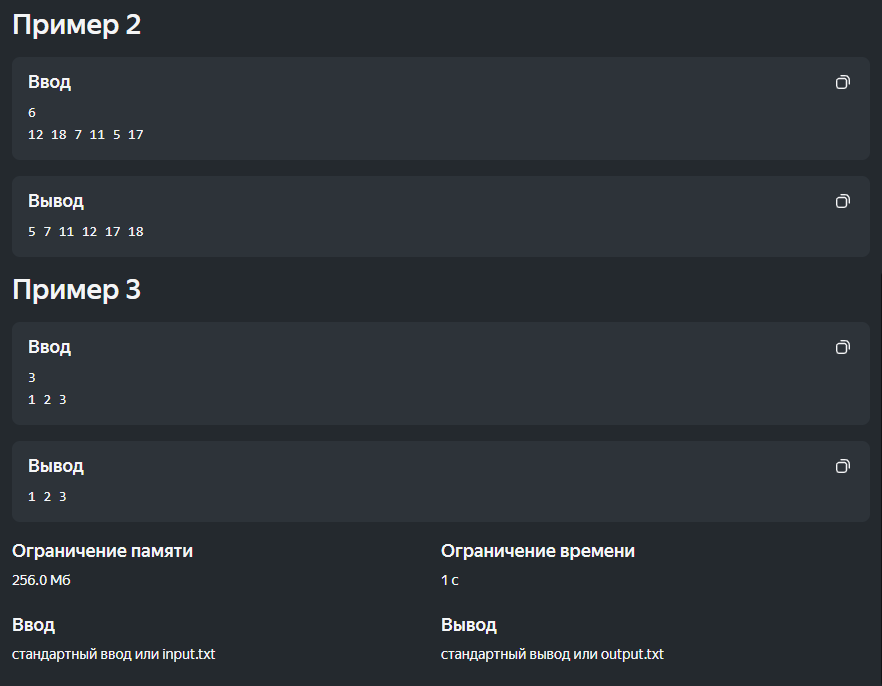 Пример 2
Ввод
6
12 18 7 11 5 17
Вывод
5 7 11 12 17 18
Пример 3
Ввод
3
1 2 3
Вывод
1 2 3
Ограничение памяти
256.0 Мб
Ограничение времени
1 с
Ввод
стандартный ввод или input.txt
Вывод
стандартный вывод или output.txt